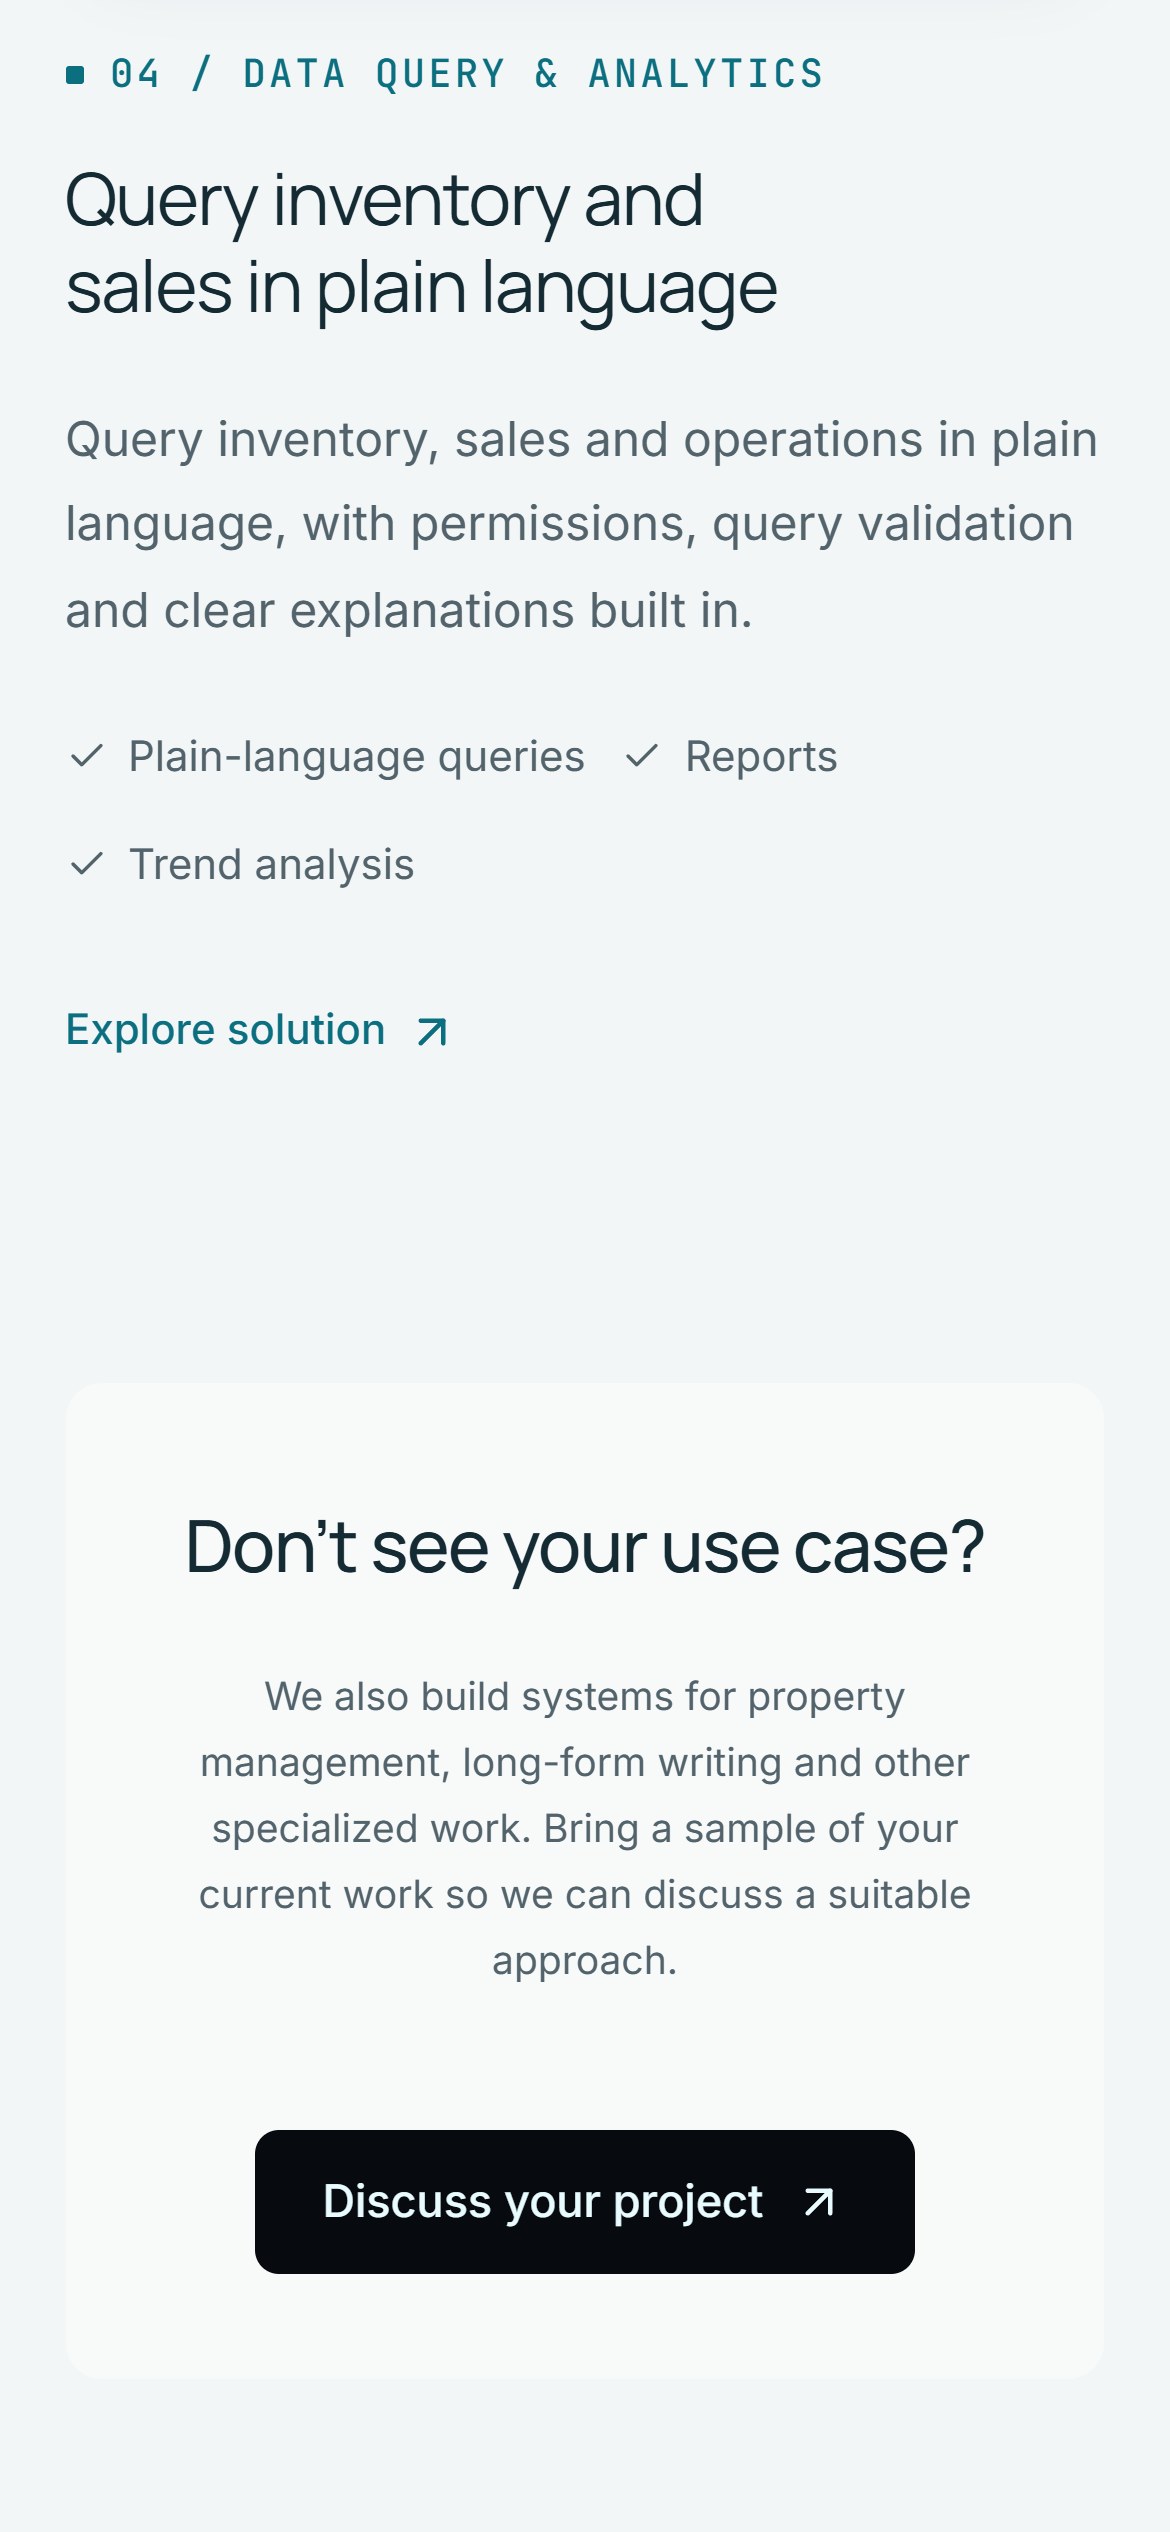 04 / DATA QUERY & ANALYTICS
Query inventory and
sales in plain language
Query inventory, sales and operations in plain
language, with permissions, query validation
and clear explanations built in.
Plain-language queries Reports
Trend analysis
Explore solution
Don’t see your use case?
We also build systems for property
management, long-form writing and other
specialized work. Bring a sample of your
current work so we can discuss a suitable
approach.
Discuss your project